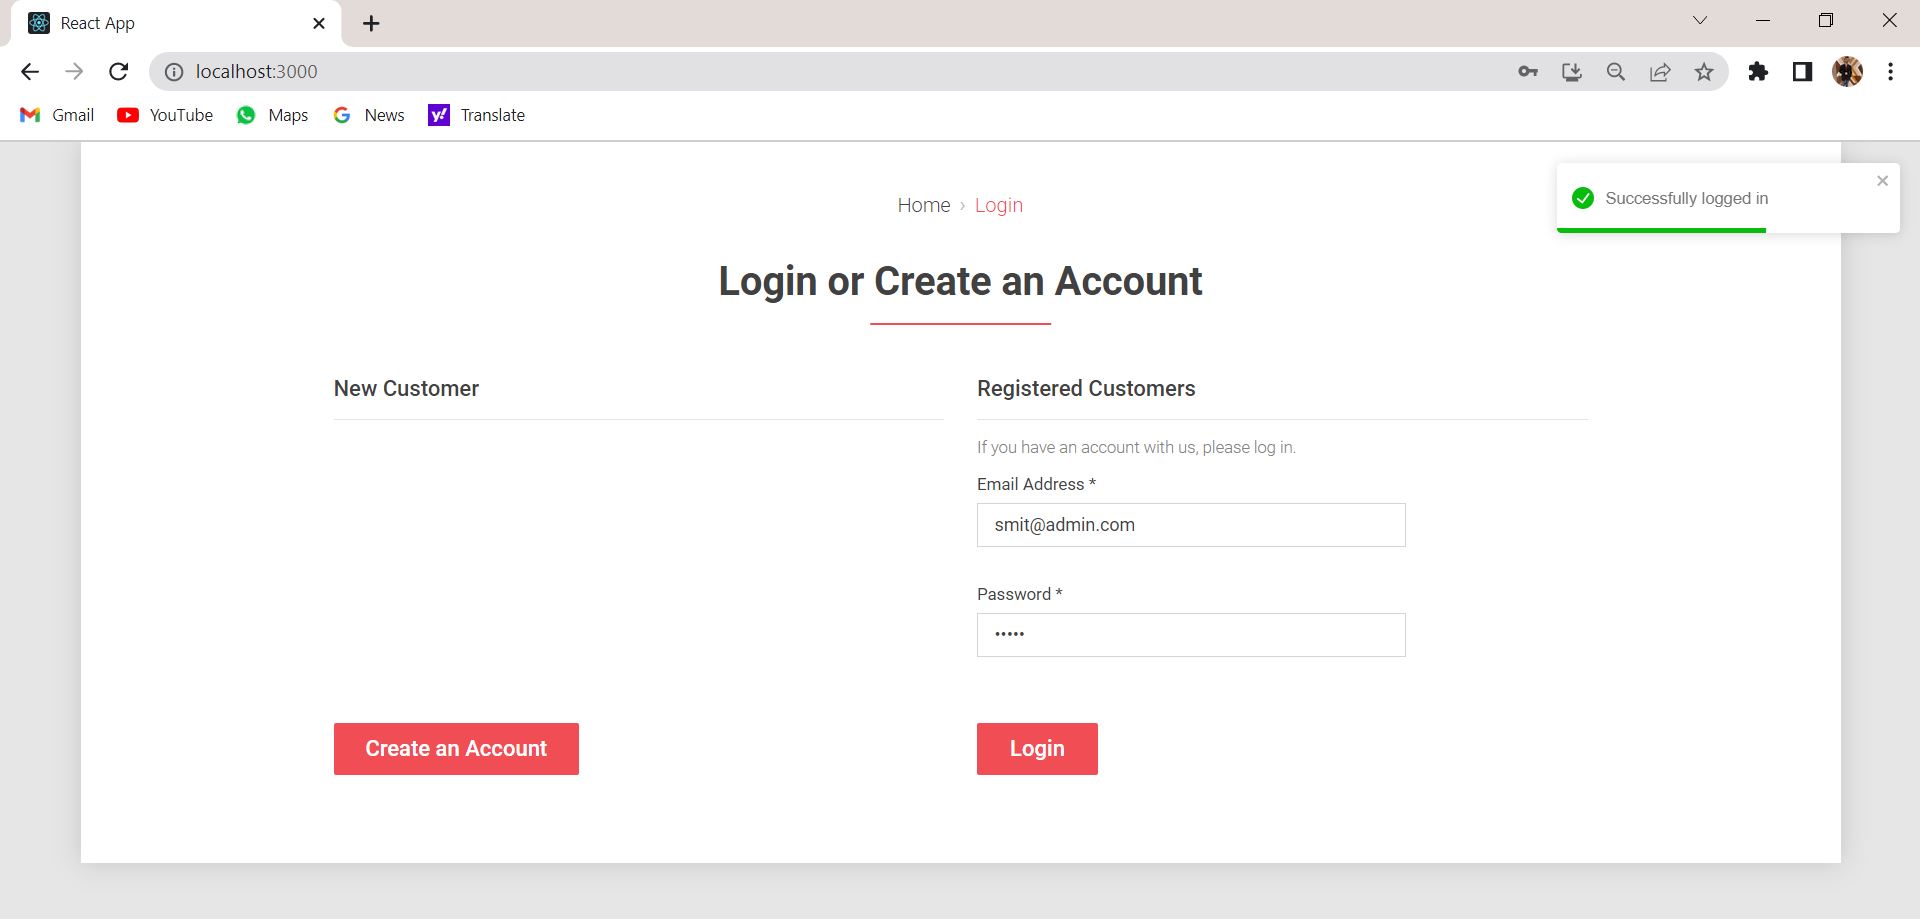 React App
localhost:3000
Gmail YouTube Maps News Translate
Successfully logged in
Home › Login
Login or Create an Account
New Customer
Registered Customers
If you have an account with us, please log in.
Email Address *
smit@admin.com
Password *
•••••
Create an Account
Login